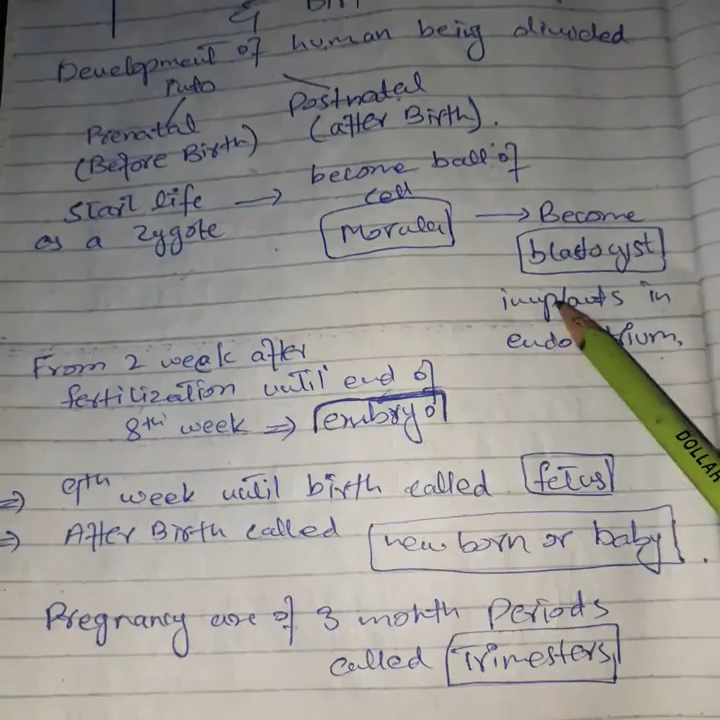 Development of human being divided
into
Prenatal
(Before Birth)
Postnatal
(after Birth).
Start life
as a zygote
→ become ball of
cell
Morula
→ Become
blastocyst
implants in
endo rium.
From 2 week after
fertilization until end of
8th week ⇒ embryo
⇒ 9th week until birth called fetus
⇒ After Birth called new born or baby.
Pregnancy are of 3 month Periods
called Trimesters
DOLLAR